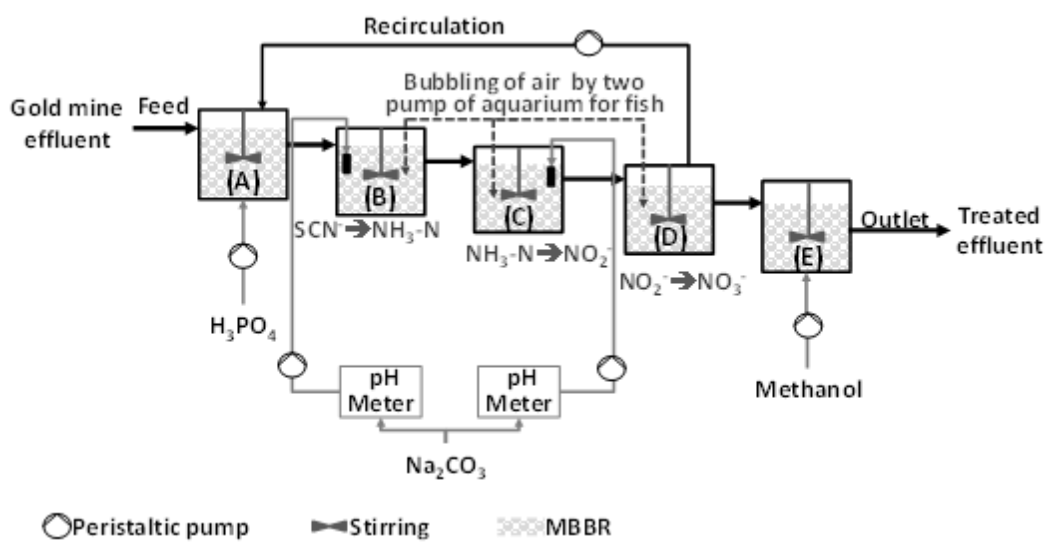 Recirculation
Bubbling of air by two
pump of aquarium for fish
Gold mine
effluent
Feed
(A)
(B)
(C)
(D)
(E)
SCN⁻➔NH₃-N
NH₃-N➔NO₂⁻
NO₂⁻➔NO₃⁻
Outlet
Treated
effluent
H₃PO₄
pH
Meter
pH
Meter
Methanol
Na₂CO₃
Peristaltic pump
Stirring
MBBR